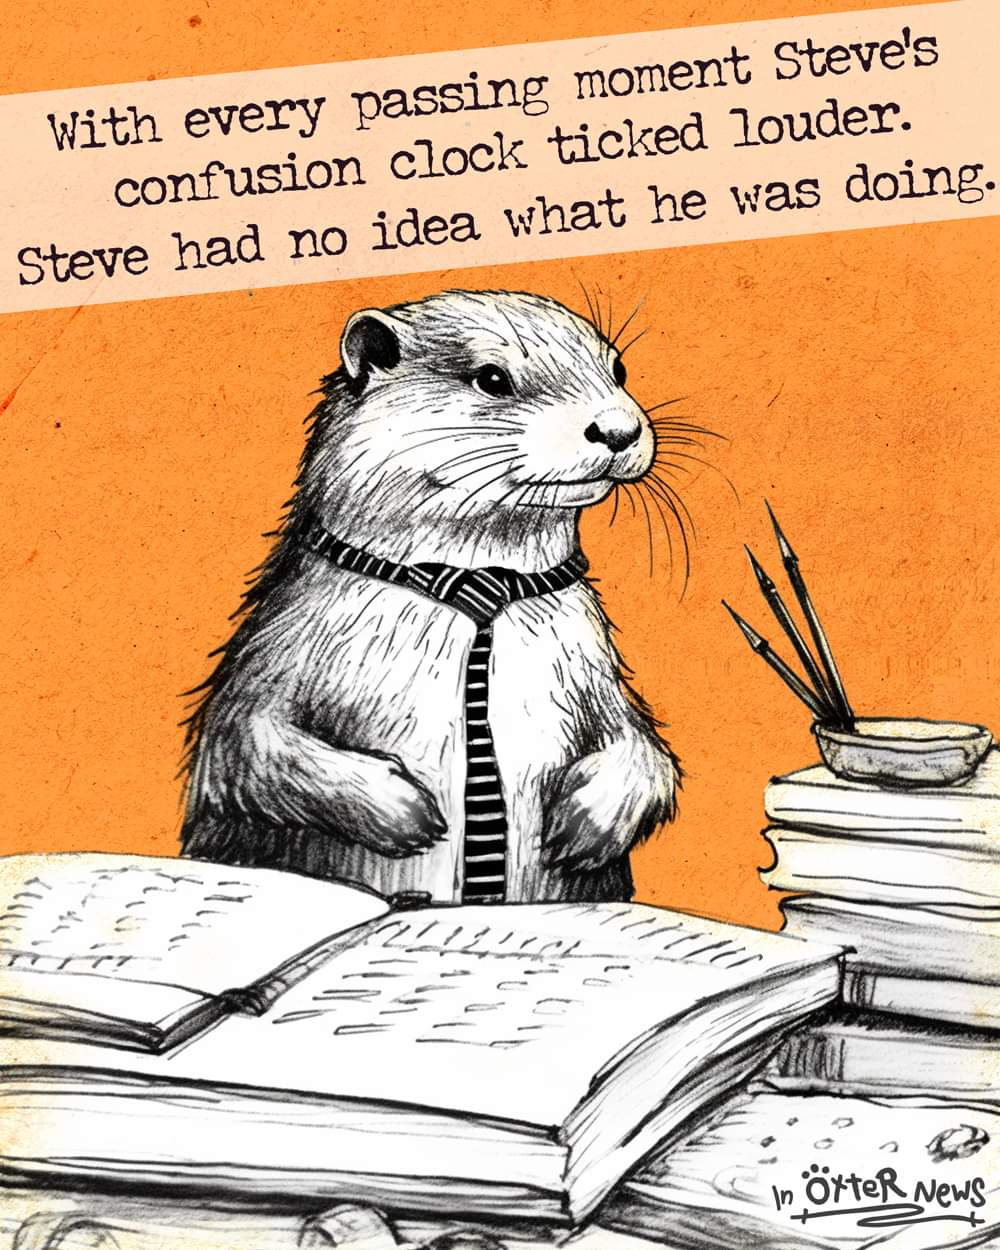 With every passing moment Steve's
confusion clock ticked louder.
Steve had no idea what he was doing.
In ÖxteR News